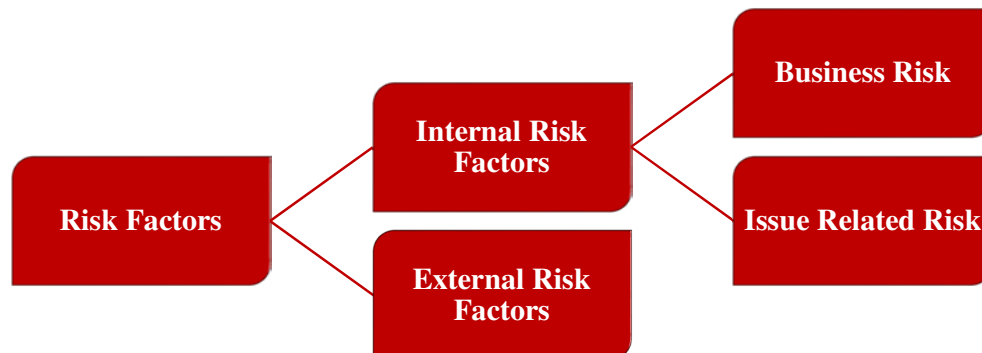 Risk Factors
Internal Risk
Factors
External Risk
Factors
Business Risk
Issue Related Risk